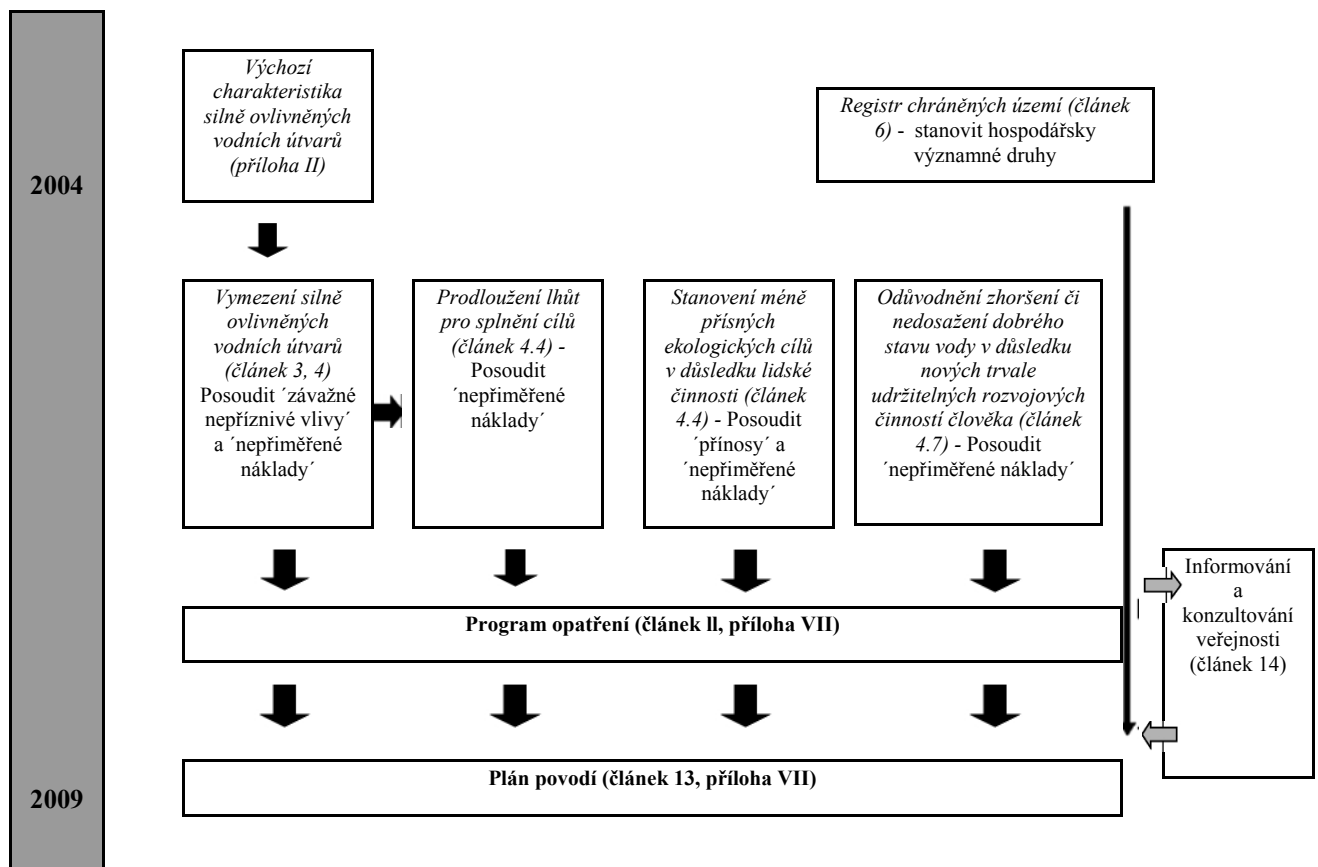 Výchozí
charakteristika
silně ovlivněných
vodních útvarů
(příloha II)
Registr chráněných území (článek
6) - stanovit hospodářsky
významné druhy
2004
Vymezení silně
ovlivněných
vodních útvarů
(článek 3, 4)
Posoudit ´závažné
nepříznivé vlivy´
a ´nepřiměřené
náklady´
Prodloužení lhůt
pro splnění cílů
(článek 4.4) -
Posoudit
´nepřiměřené
náklady´
Stanovení méně
přísných
ekologických cílů
v důsledku lidské
činnosti (článek
4.4) - Posoudit
´přínosy´ a
´nepřiměřené
náklady´
Odůvodnění zhoršení či
nedosažení dobrého
stavu vody v důsledku
nových trvale
udržitelných rozvojových
činností člověka (článek
4.7) - Posoudit
´nepřiměřené náklady´
Informování
a
konzultování
veřejnosti
(článek 14)
Program opatření (článek ll, příloha VII)
Plán povodí (článek 13, příloha VII)
2009